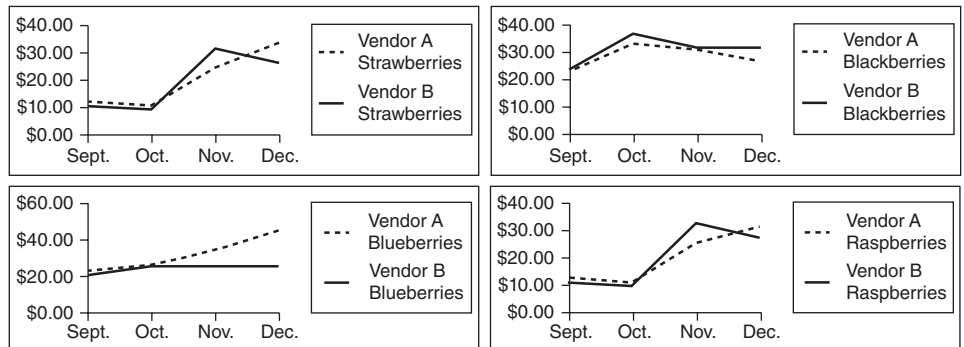 $40.00
$30.00
$20.00
$10.00
$0.00
Sept. Oct. Nov. Dec.
Vendor A
Strawberries
Vendor B
Strawberries
$40.00
$30.00
$20.00
$10.00
$0.00
Sept. Oct. Nov. Dec.
Vendor A
Blackberries
Vendor B
Blackberries
$60.00
$40.00
$20.00
$0.00
Sept. Oct. Nov. Dec.
Vendor A
Blueberries
Vendor B
Blueberries
$40.00
$30.00
$20.00
$10.00
$0.00
Sept. Oct. Nov. Dec.
Vendor A
Raspberries
Vendor B
Raspberries